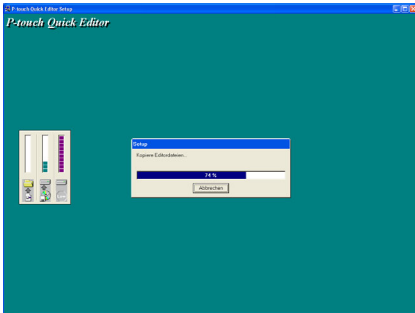 P-touch Quick Editor Setup
P-touch Quick Editor
Setup
Kopiere Editordateien...
74 %
Abbrechen